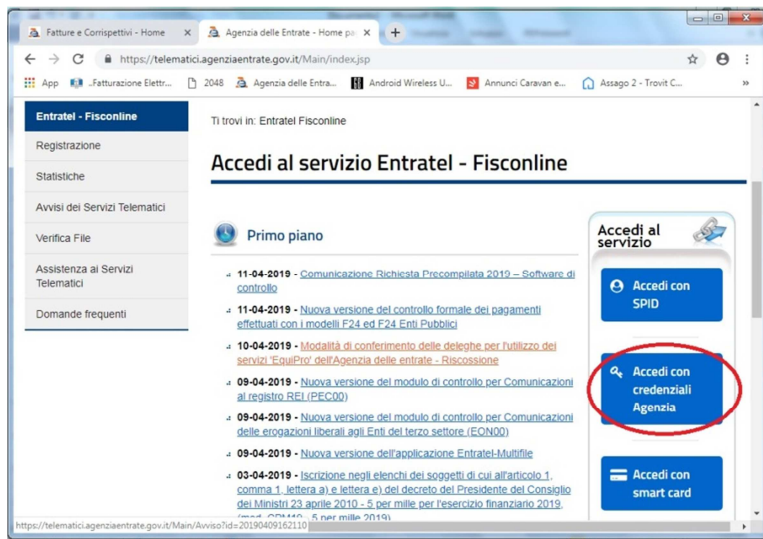 Fatture e Corrispettivi - Home
Agenzia delle Entrate - Home pa
https://telematici.agenziaentrate.gov.it/Main/index.jsp
App
..Fatturazione Elettr...
2048
Agenzia delle Entra...
Android Wireless U...
Annunci Caravan e...
Assago 2 - Trovit C...
Entratel - Fisconline
Registrazione
Statistiche
Avvisi dei Servizi Telematici
Verifica File
Assistenza ai Servizi
Telematici
Domande frequenti
Ti trovi in: Entratel Fisconline
Accedi al servizio Entratel - Fisconline
Primo piano
11-04-2019 - Comunicazione Richiesta Precompilata 2019 – Software di
controllo
11-04-2019 - Nuova versione del controllo formale dei pagamenti
effettuati con i modelli F24 ed F24 Enti Pubblici
10-04-2019 - Modalità di conferimento delle deleghe per l'utilizzo dei
servizi 'EquiPro' dell'Agenzia delle entrate - Riscossione
09-04-2019 - Nuova versione del modulo di controllo per Comunicazioni
al registro REI (PEC00)
09-04-2019 - Nuova versione del modulo di controllo per Comunicazioni
delle erogazioni liberali agli Enti del terzo settore (EON00)
09-04-2019 - Nuova versione dell'applicazione Entratel-Multifile
03-04-2019 - Iscrizione negli elenchi dei soggetti di cui all'articolo 1,
comma 1, lettera a) e lettera e) del decreto del Presidente del Consiglio
dei Ministri 23 aprile 2010 - 5 per mille per l'esercizio finanziario 2019,
5 per mille 2019)
Accedi al
servizio
Accedi con
SPID
Accedi con
credenziali
Agenzia
Accedi con
smart card
https://telematici.agenziaentrate.gov.it/Main/Avviso?id=20190409162110